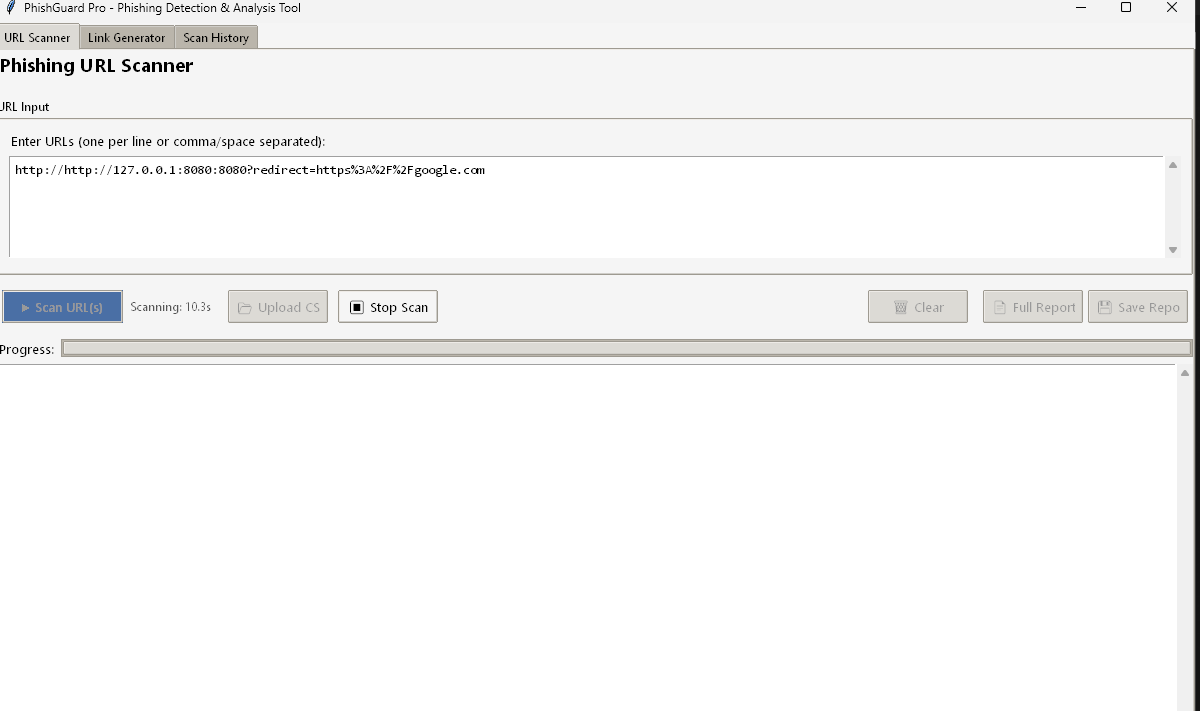 PhishGuard Pro - Phishing Detection & Analysis Tool
URL Scanner Link Generator Scan History
Phishing URL Scanner
URL Input
Enter URLs (one per line or comma/space separated):
http://http://127.0.0.1:8080:8080?redirect=https%3A%2F%2Fgoogle.com
Scan URL(s) Scanning: 10.3s Upload CS Stop Scan Clear Full Report Save Repo
Progress: